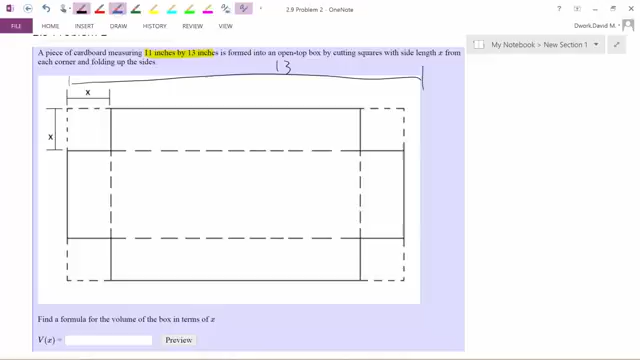 2.9 Problem 2 - OneNote
Dwork,David M.
FILE
HOME
INSERT
DRAW
HISTORY
REVIEW
VIEW
My Notebook > New Section 1
A piece of cardboard measuring 11 inches by 13 inches is formed into an open-top box by cutting squares with side length x from
each corner and folding up the sides
13
x
x
Find a formula for the volume of the box in terms of x
V(x) =
Preview